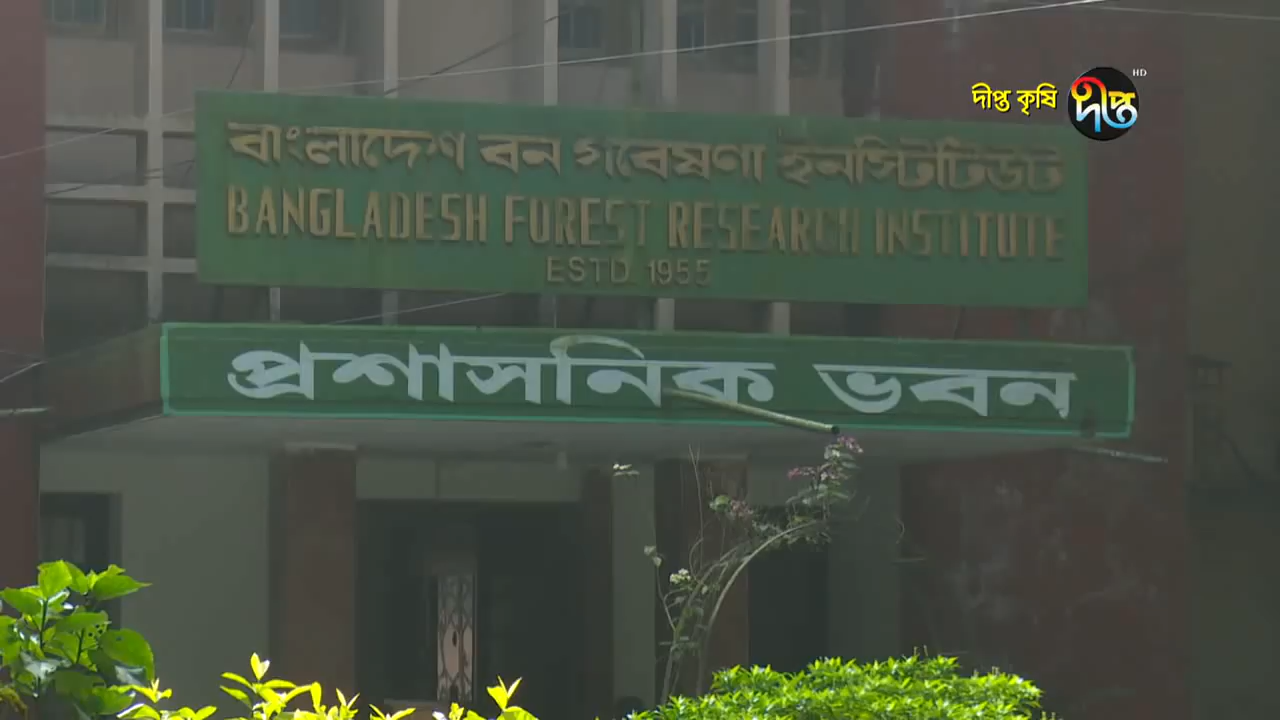 দীপ্ত কৃষি
দীপ্ত
HD
বাংলাদেশ বন গবেষণা ইনস্টিটিউট
BANGLADESH FOREST RESEARCH INSTITUTE
ESTD. 1955
প্রশাসনিক ভবন